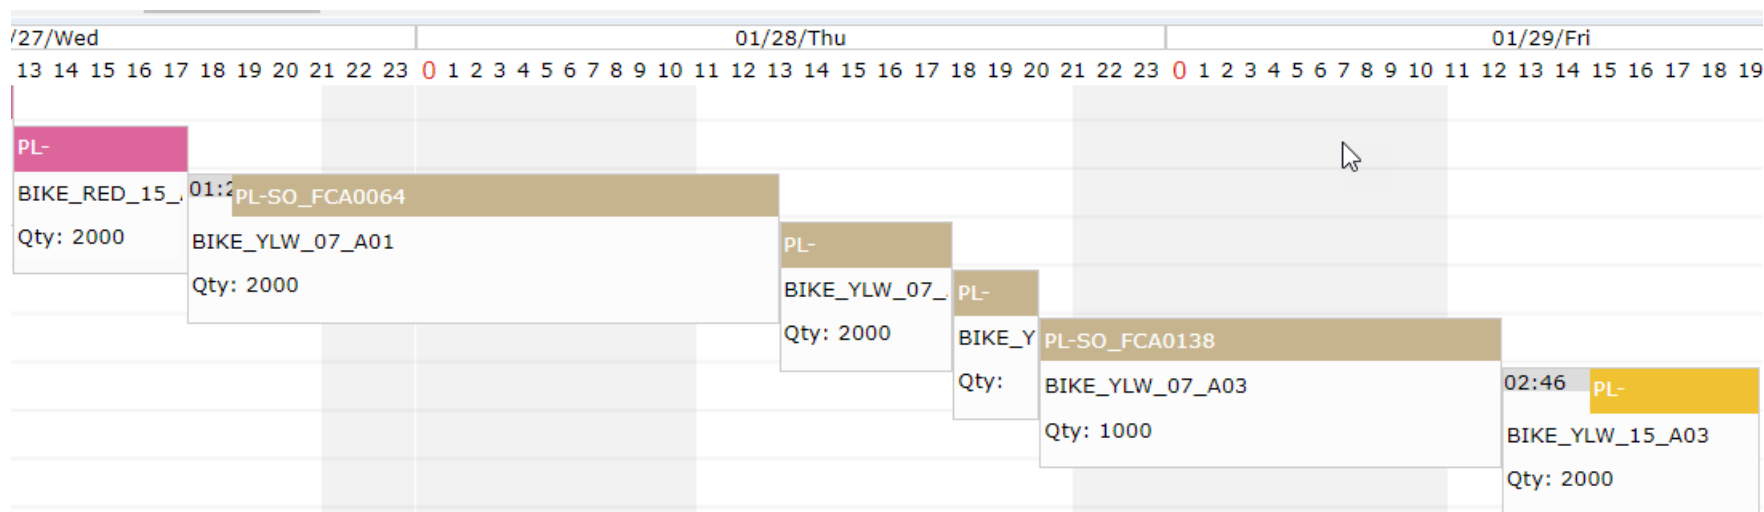 /27/Wed 01/28/Thu 01/29/Fri
13 14 15 16 17 18 19 20 21 22 23 0 1 2 3 4 5 6 7 8 9 10 11 12 13 14 15 16 17 18 19 20 21 22 23 0 1 2 3 4 5 6 7 8 9 10 11 12 13 14 15 16 17 18 19
PL-
BIKE_RED_15_
Qty: 2000
01:2
PL-SO_FCA0064
BIKE_YLW_07_A01
Qty: 2000
PL-
BIKE_YLW_07_
Qty: 2000
PL-
BIKE_Y
Qty:
PL-SO_FCA0138
BIKE_YLW_07_A03
Qty: 1000
02:46
PL-
BIKE_YLW_15_A03
Qty: 2000